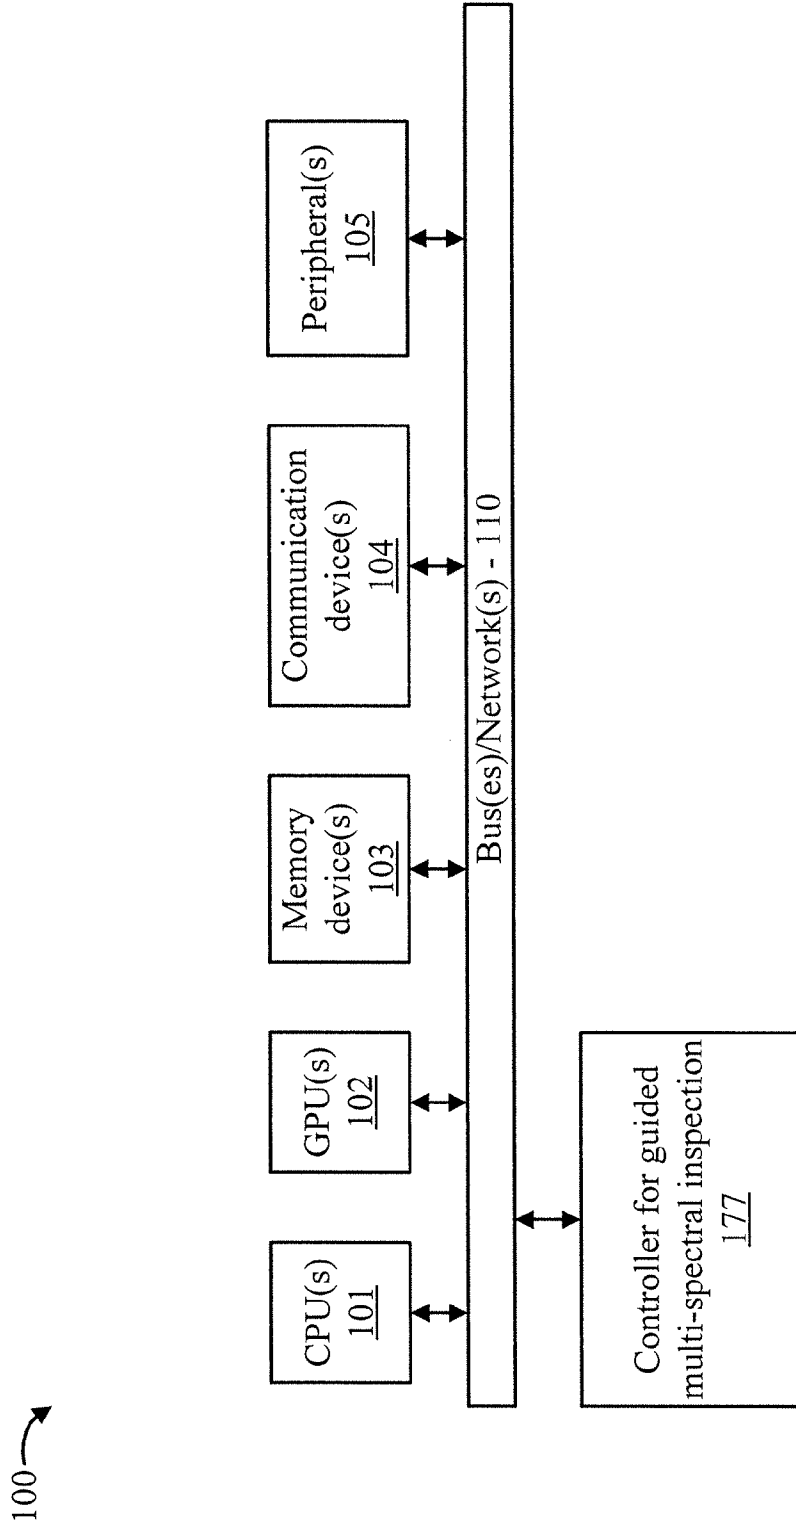 100
CPU(s)
101
GPU(s)
102
Memory
device(s)
103
Communication
device(s)
104
Peripheral(s)
105
Bus(es)/Network(s) - 110
Controller for guided
multi-spectral inspection
177